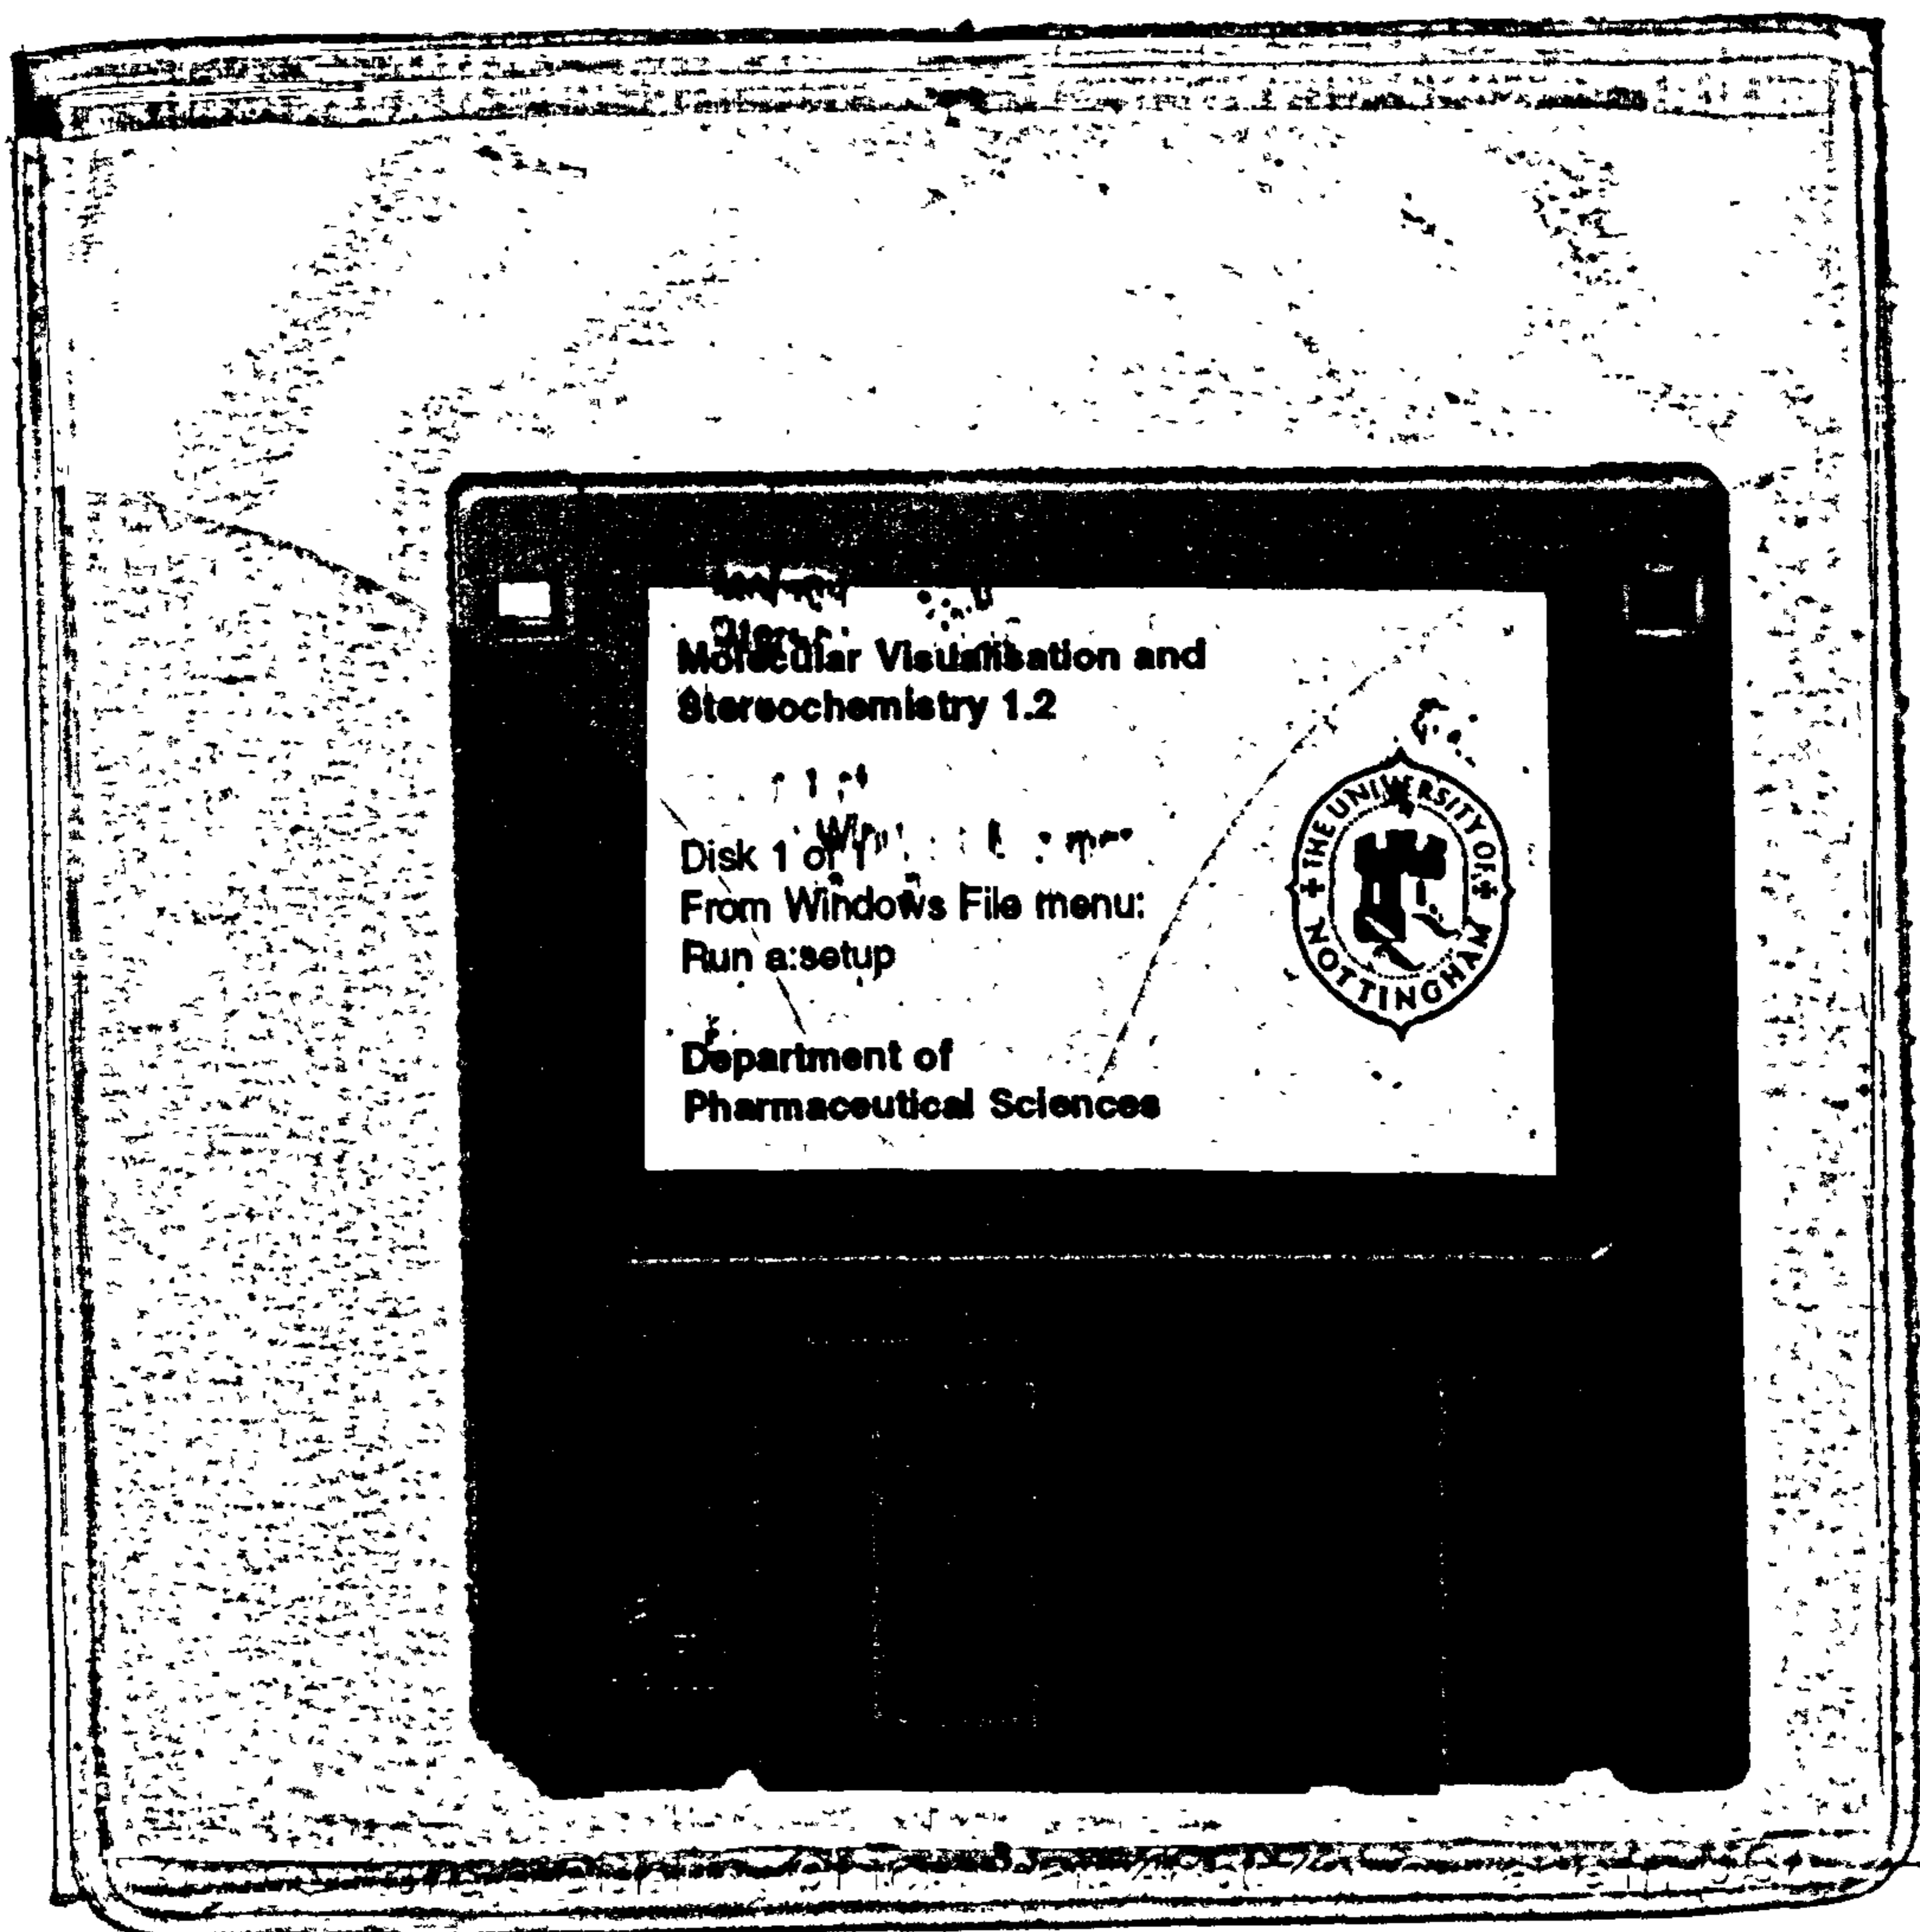 Molecular Visualisation and
Stereochemistry 1.2
Disk 1 of 1
From Windows File menu:
Run a:setup
Department of
Pharmaceutical Sciences
THE UNIVERSITY OF
NOTTINGHAM